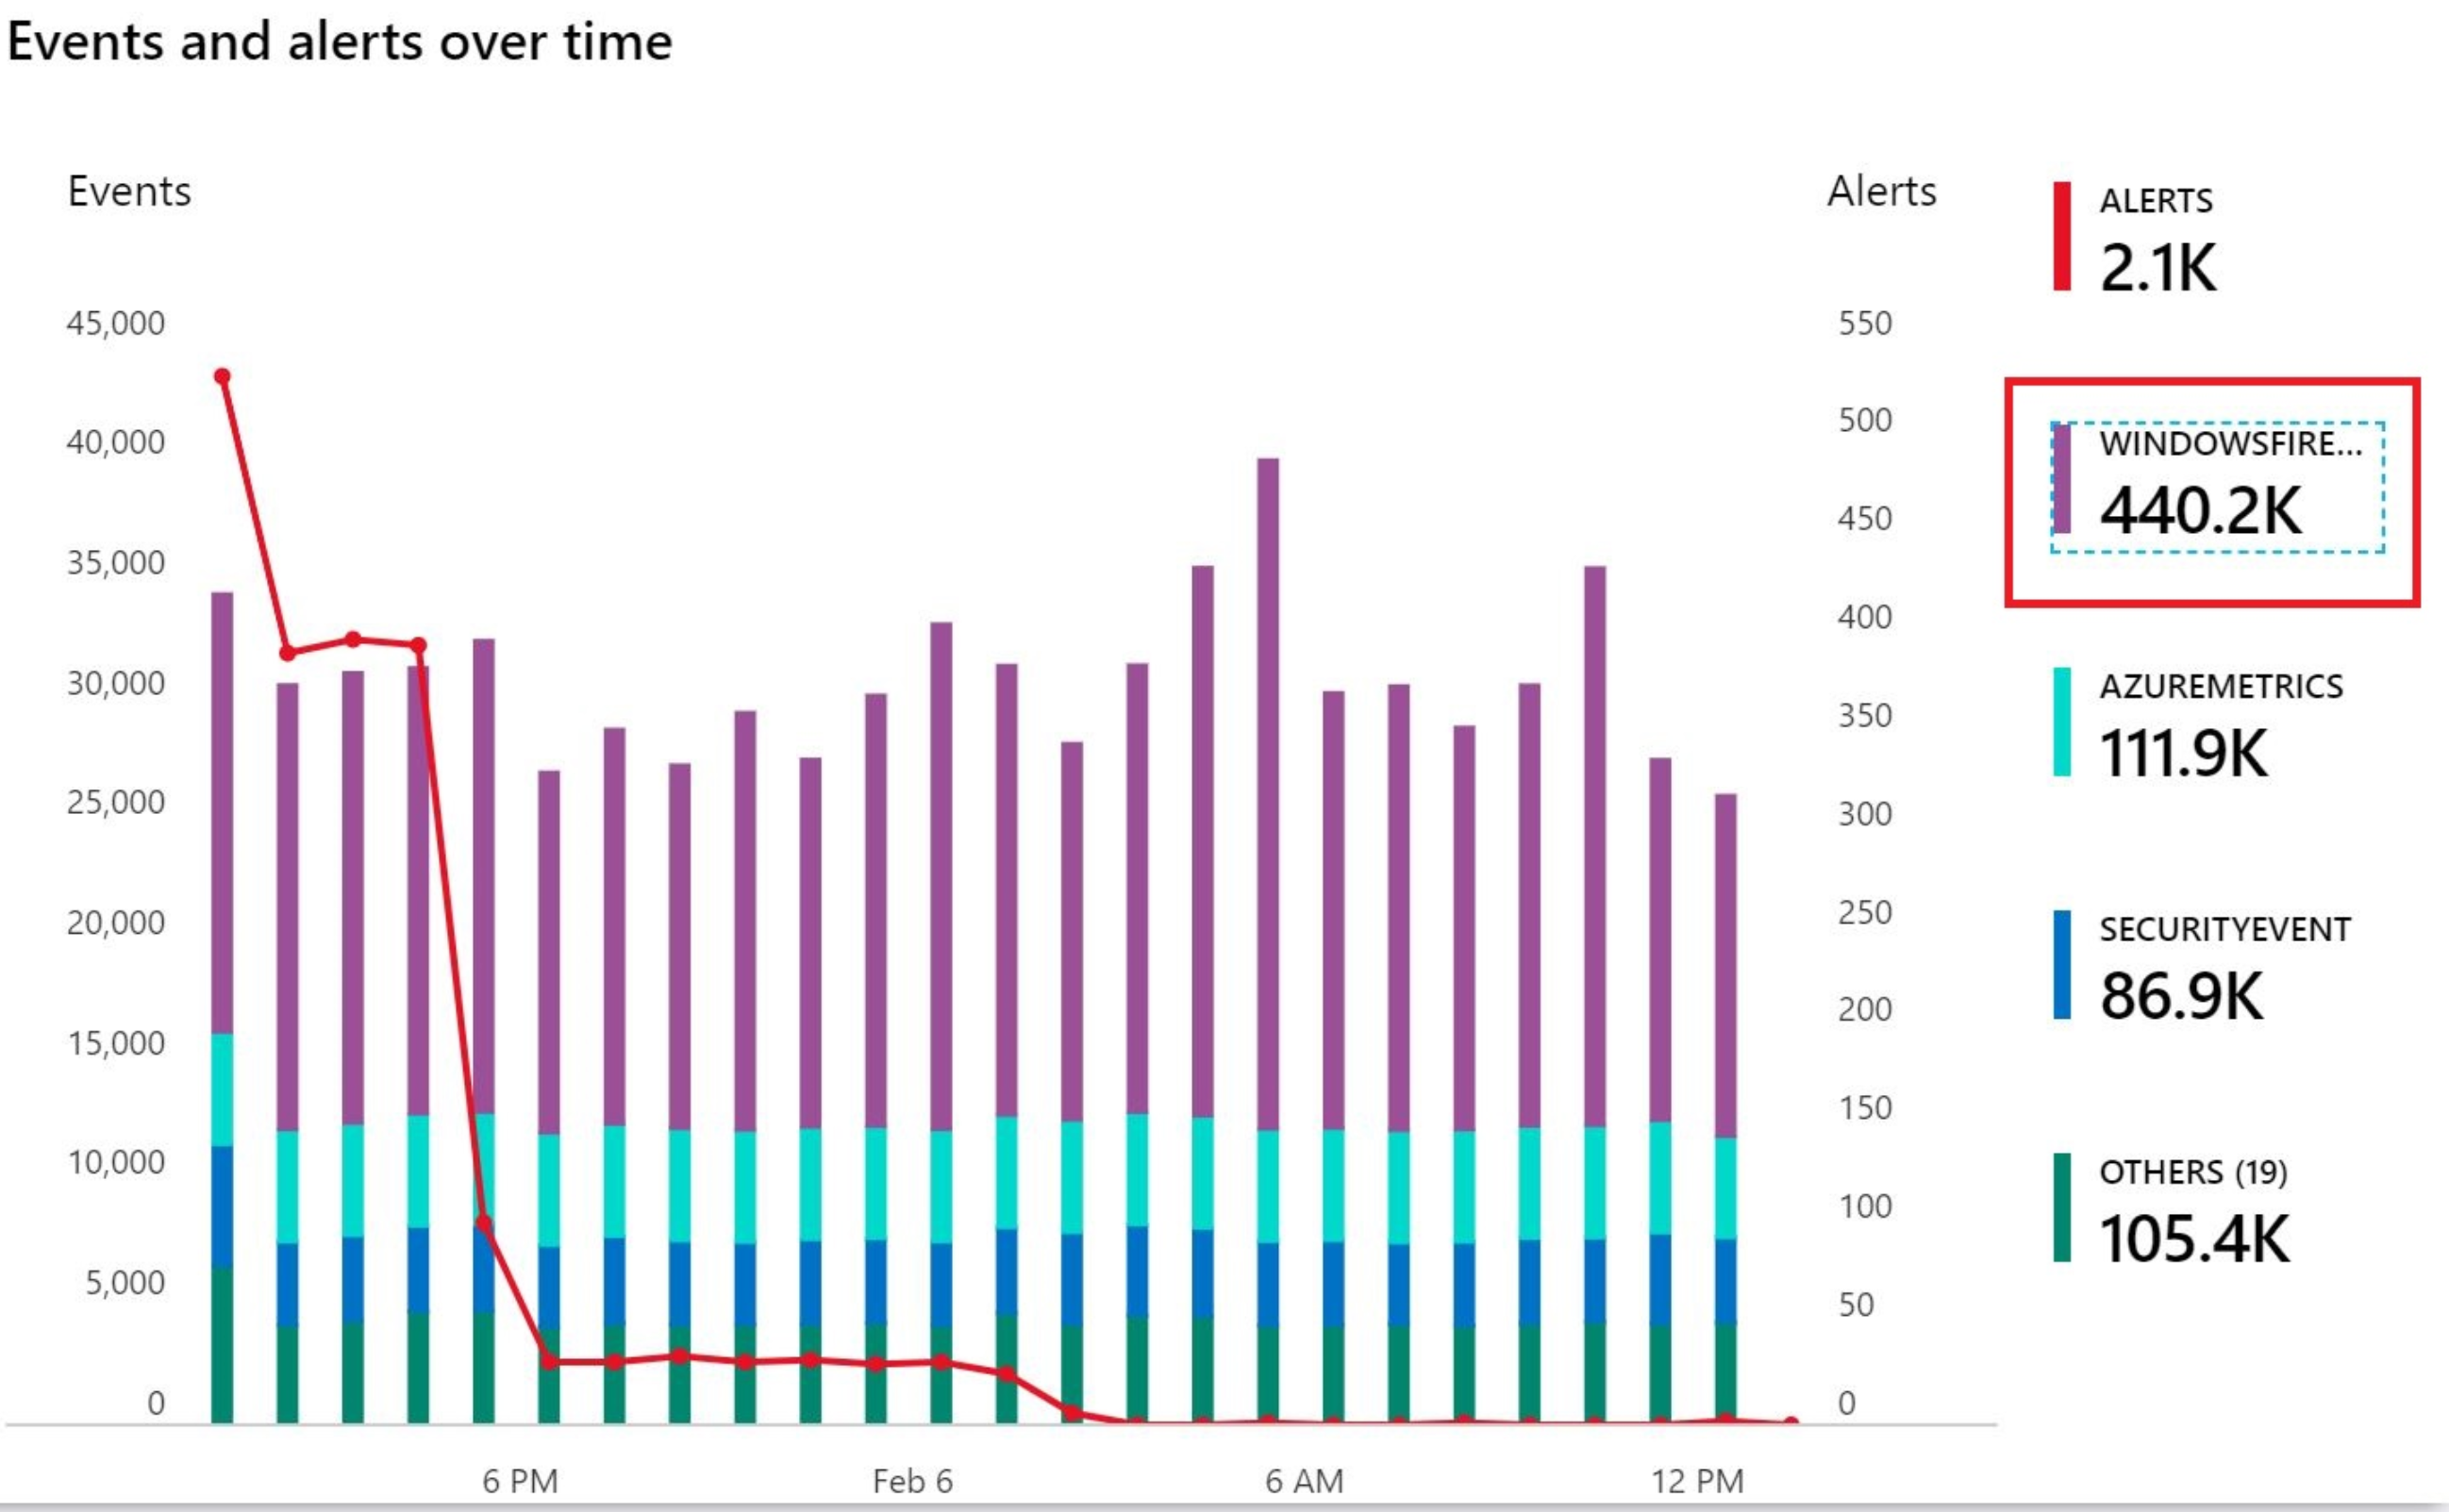 Events and alerts over time
Events
Alerts
45,000
40,000
35,000
30,000
25,000
20,000
15,000
10,000
5,000
0
550
500
450
400
350
300
250
200
150
100
50
0
6 PM
Feb 6
6 AM
12 PM
ALERTS
2.1K
WINDOWSFIRE...
440.2K
AZUREMETRICS
111.9K
SECURITYEVENT
86.9K
OTHERS (19)
105.4K